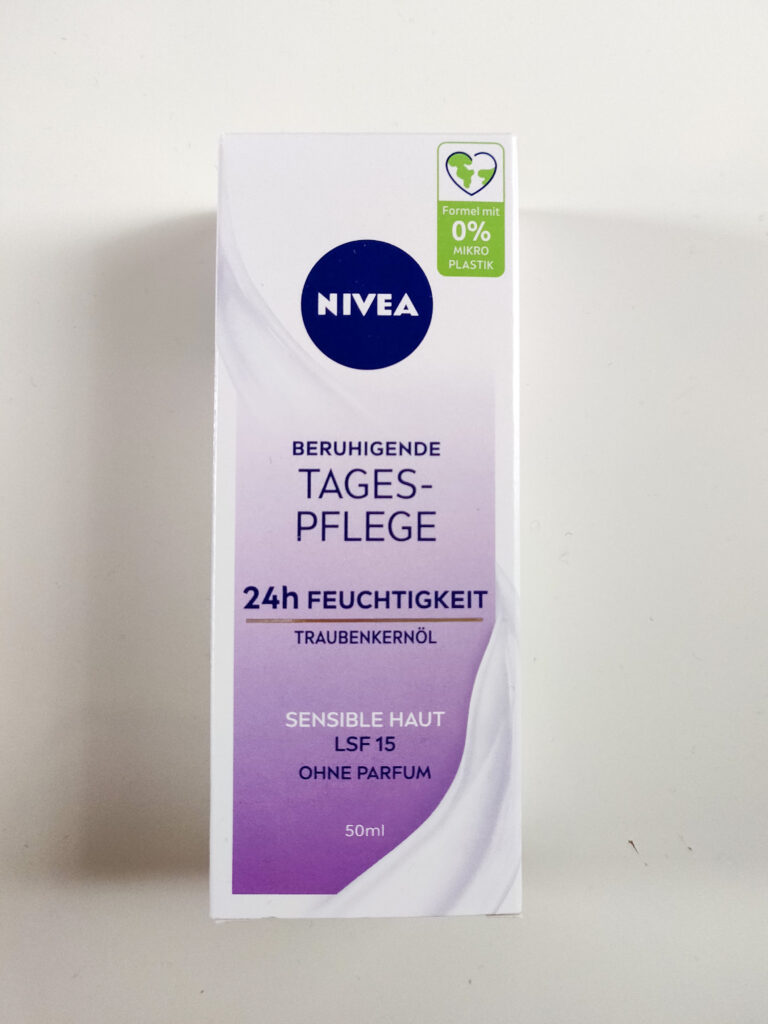 Formel mit
0%
MIKRO
PLASTIK
NIVEA
BERUHIGENDE
TAGES-
PFLEGE
24h FEUCHTIGKEIT
TRAUBENKERNÖL
SENSIBLE HAUT
LSF 15
OHNE PARFUM
50ml